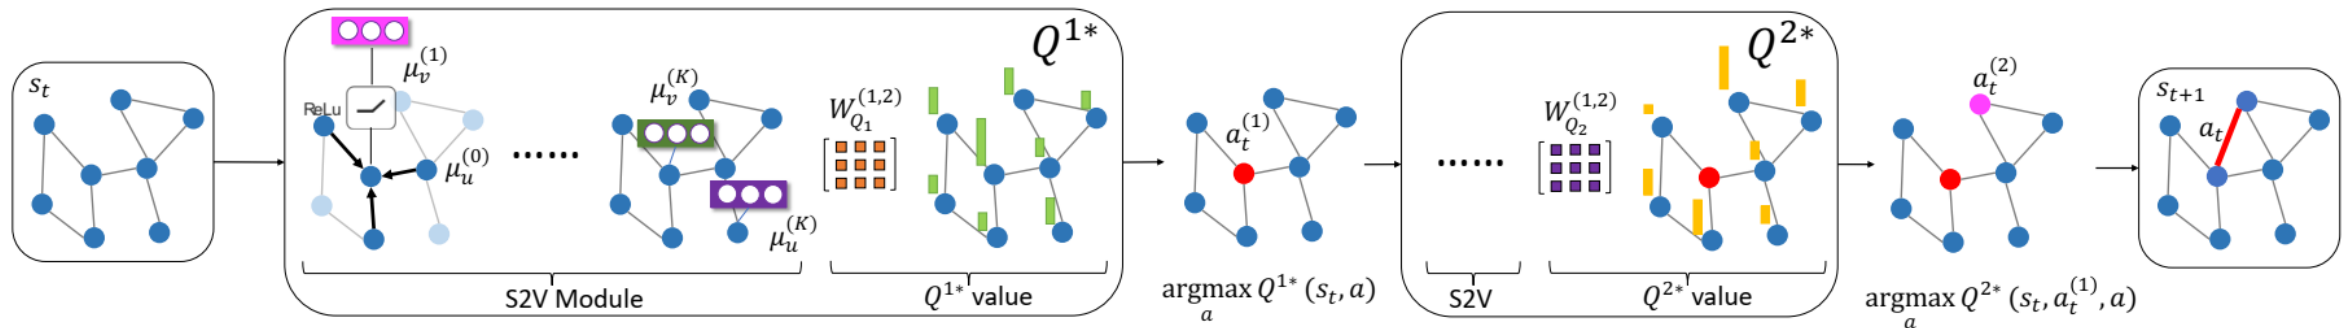 s_t
ReLu
μ_v^(1)
μ_u^(0)
......
μ_v^(K)
μ_u^(K)
W_{Q_1}^(1,2)
Q^{1*}
S2V Module
Q^{1*} value
a_t^(1)
argmax_a Q^{1*} (s_t, a)
......
W_{Q_2}^(1,2)
Q^{2*}
S2V
Q^{2*} value
a_t^(2)
argmax_a Q^{2*} (s_t, a_t^(1), a)
s_{t+1}
a_t